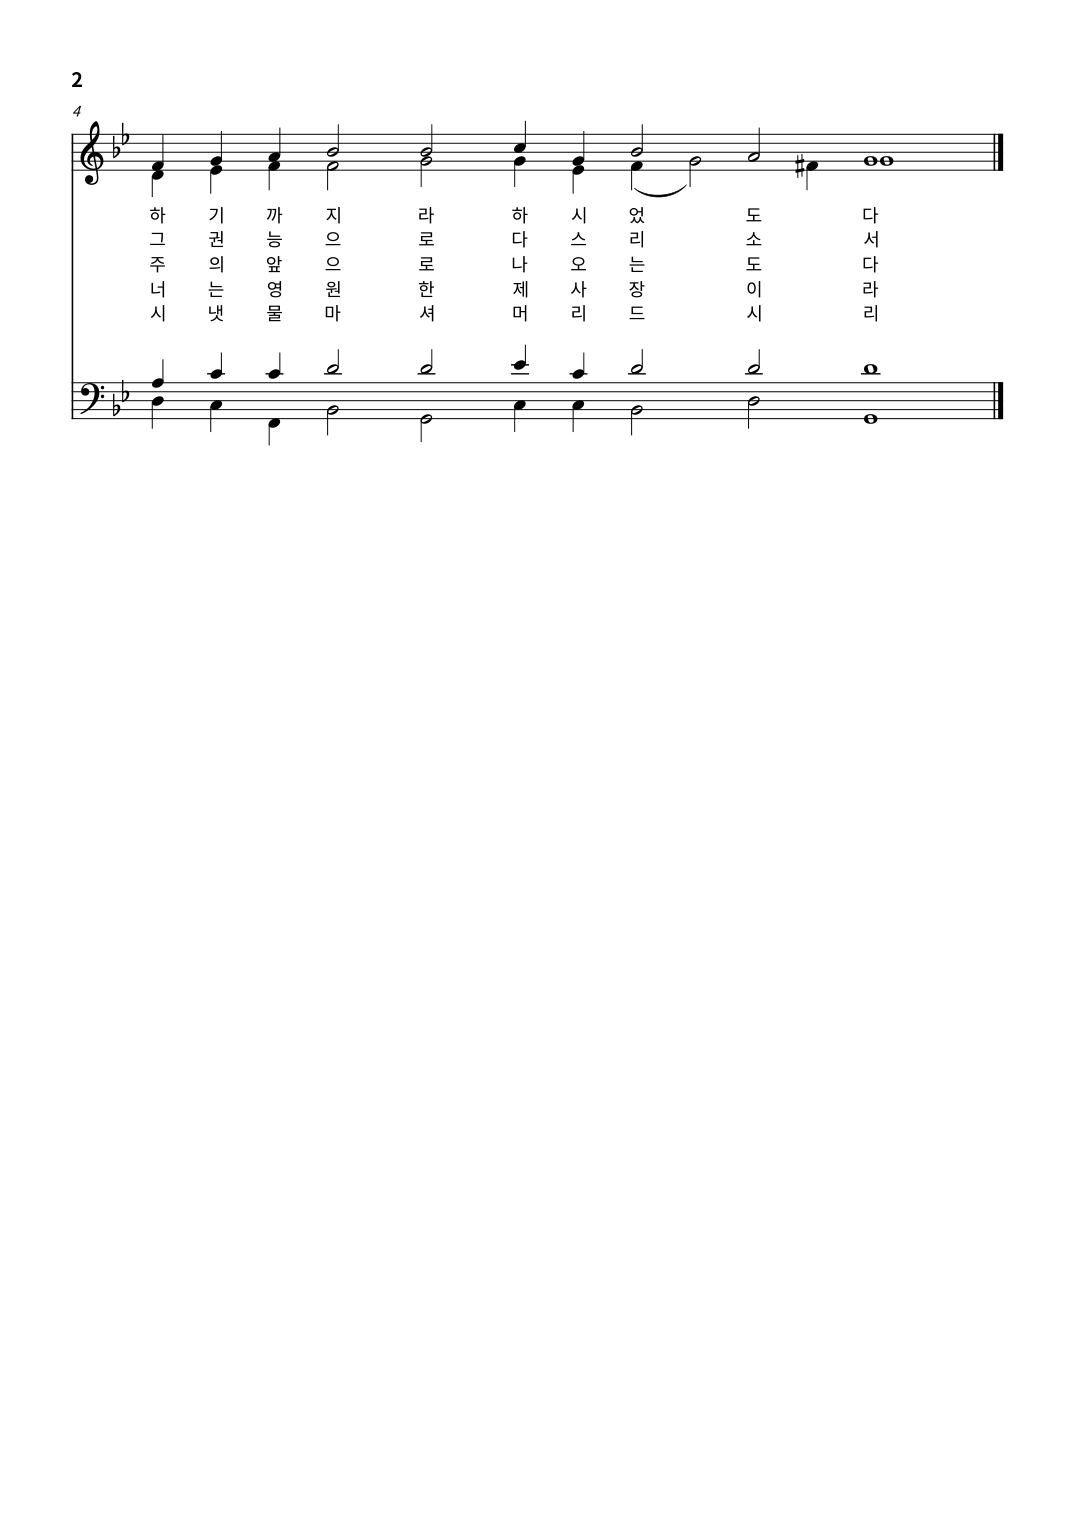 2
4
하 기 까 지 라 하 시 었 도 다
그 권 능 으 로 다 스 리 소 서
주 의 앞 으 로 나 오 는 도 다
너 는 영 원 한 제 사 장 이 라
시 냇 물 마 셔 머 리 드 시 리